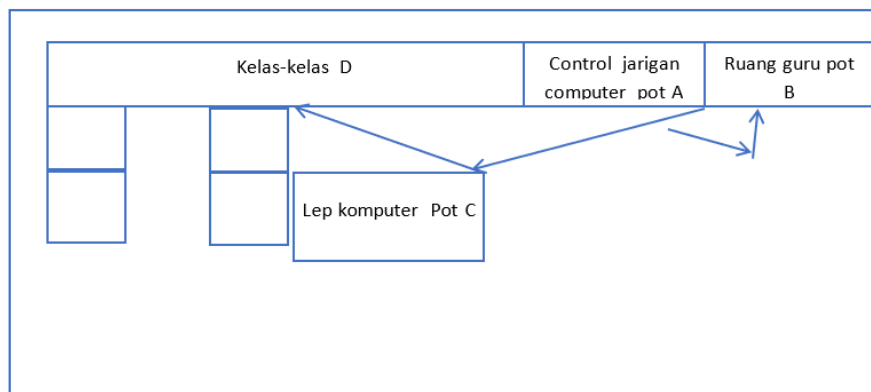 Kelas-kelas D
Control jarigan
computer pot A
Ruang guru pot
B
Lep komputer Pot C